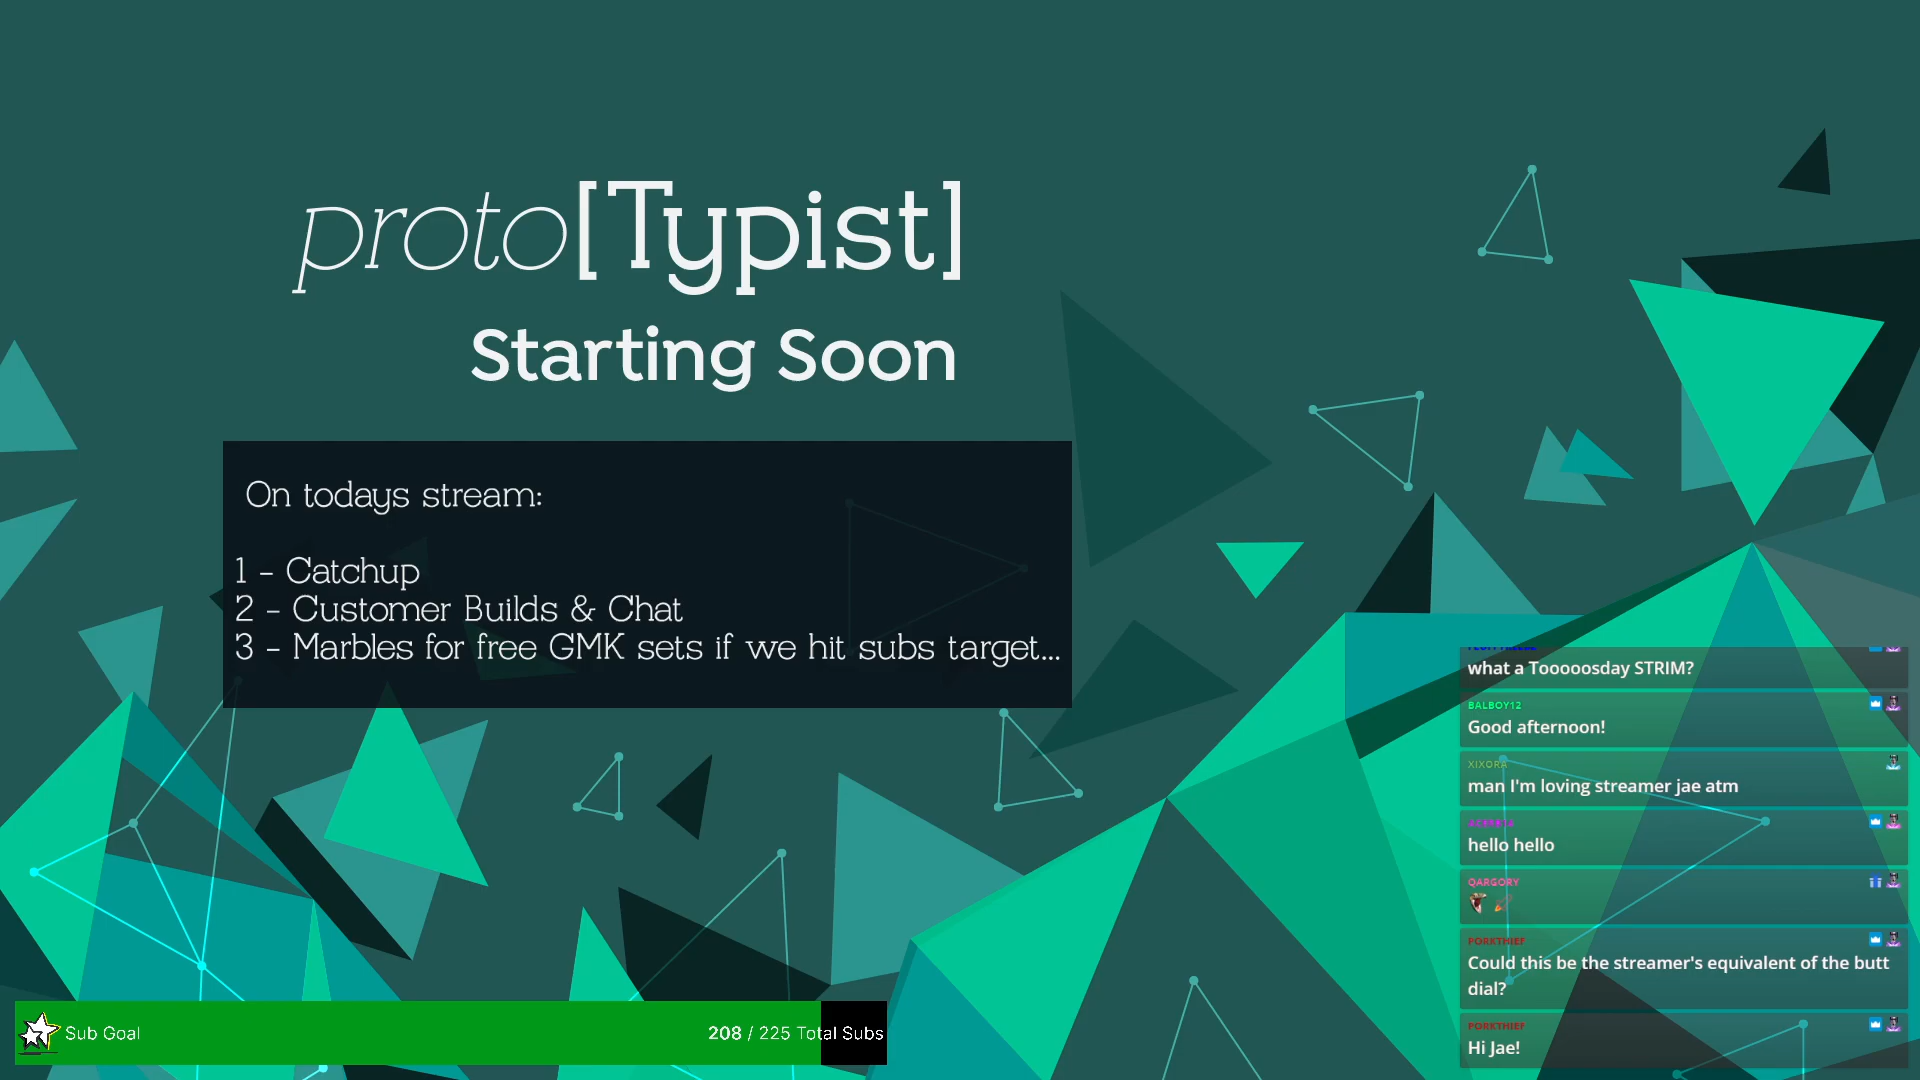 proto[Typist]
Starting Soon
On todays stream:
1 - Catchup
2 - Customer Builds & Chat
3 - Marbles for free GMK sets if we hit subs target...
what a Tooooosday STRIM?
BALBOY12
Good afternoon!
XIXORA
man I'm loving streamer jae atm
hello hello
QARGORY
PORKTHIEF
Could this be the streamer's equivalent of the butt
dial?
PORKTHIEF
Hi Jae!
Sub Goal
208 / 225 Total Subs